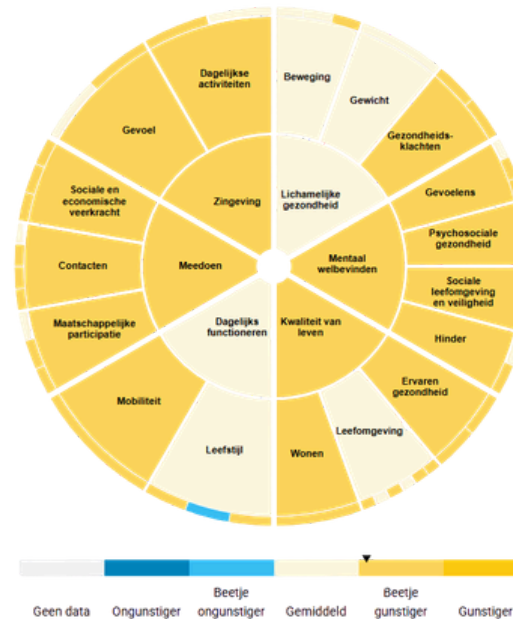 Dagelijkse
activiteiten
Beweging
Gewicht
Gevoel
Gezondheids-
klachten
Sociale en
economische
veerkracht
Zingeving
Lichamelijke
gezondheid
Gevoelens
Psychosociale
gezondheid
Contacten
Meedoen
Mentaal
welbevinden
Sociale
leefomgeving
en veiligheid
Maatschappelijke
participatie
Dagelijks
functioneren
Kwaliteit van
leven
Hinder
Mobiliteit
Ervaren
gezondheid
Leefstijl
Wonen
Leefomgeving
Geen data
Ongunstiger
Beetje
ongunstiger
Gemiddeld
Beetje
gunstiger
Gunstiger